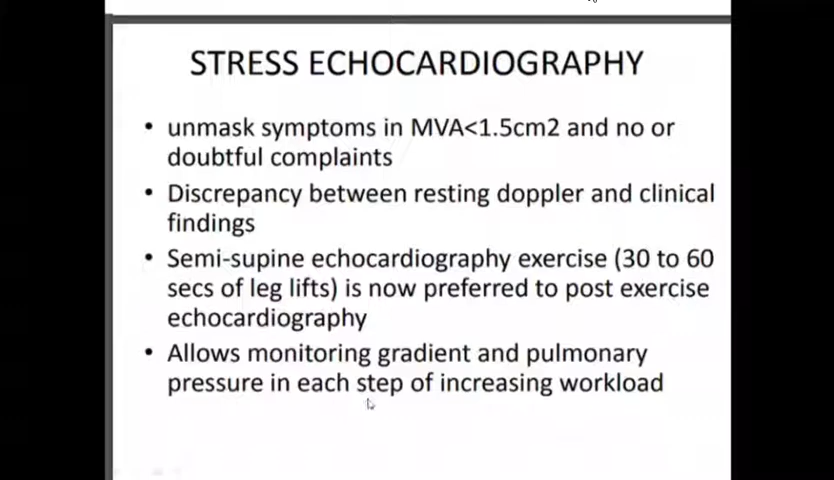 STRESS ECHOCARDIOGRAPHY
• unmask symptoms in MVA<1.5cm2 and no or
doubtful complaints
• Discrepancy between resting doppler and clinical
findings
• Semi-supine echocardiography exercise (30 to 60
secs of leg lifts) is now preferred to post exercise
echocardiography
• Allows monitoring gradient and pulmonary
pressure in each step of increasing workload